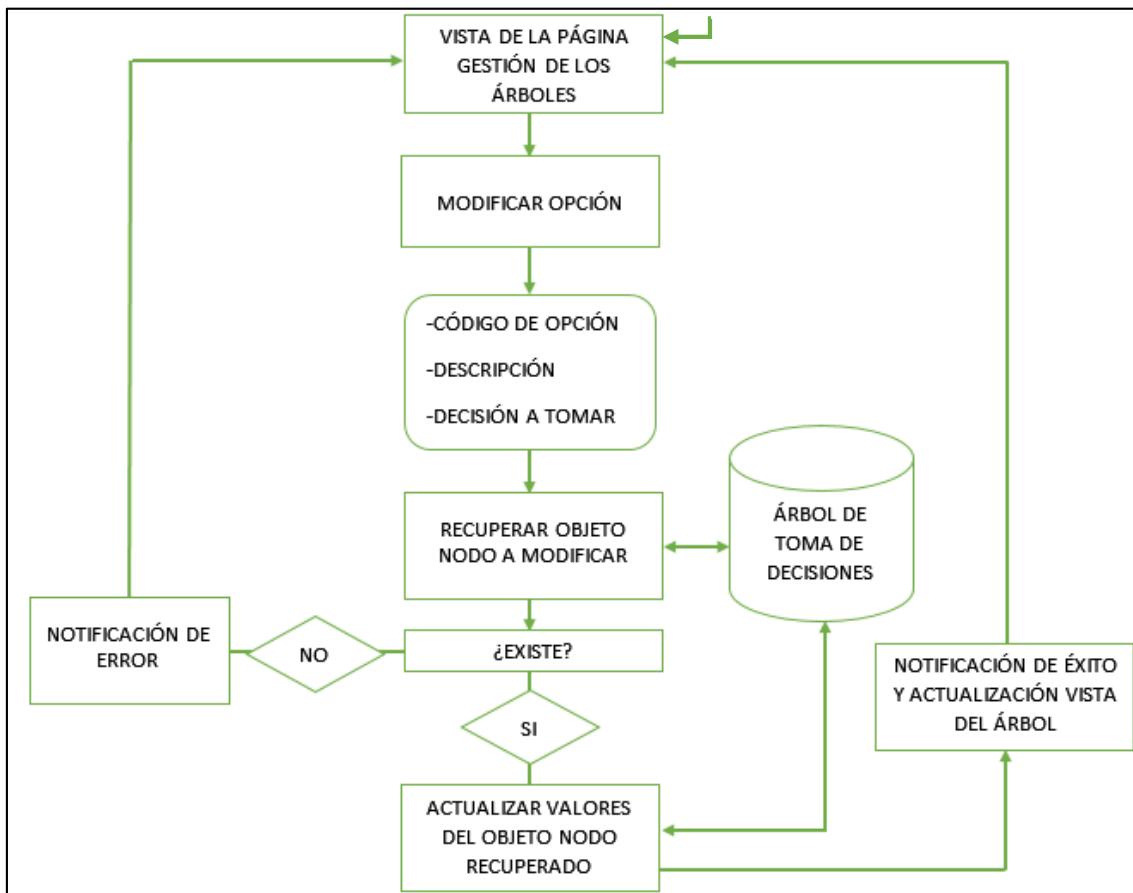 VISTA DE LA PÁGINA
GESTIÓN DE LOS
ÁRBOLES
MODIFICAR OPCIÓN
-CÓDIGO DE OPCIÓN
-DESCRIPCIÓN
-DECISIÓN A TOMAR
RECUPERAR OBJETO
NODO A MODIFICAR
ÁRBOL DE
TOMA DE
DECISIONES
¿EXISTE?
NO
NOTIFICACIÓN DE
ERROR
SI
ACTUALIZAR VALORES
DEL OBJETO NODO
RECUPERADO
NOTIFICACIÓN DE ÉXITO
Y ACTUALIZACIÓN VISTA
DEL ÁRBOL